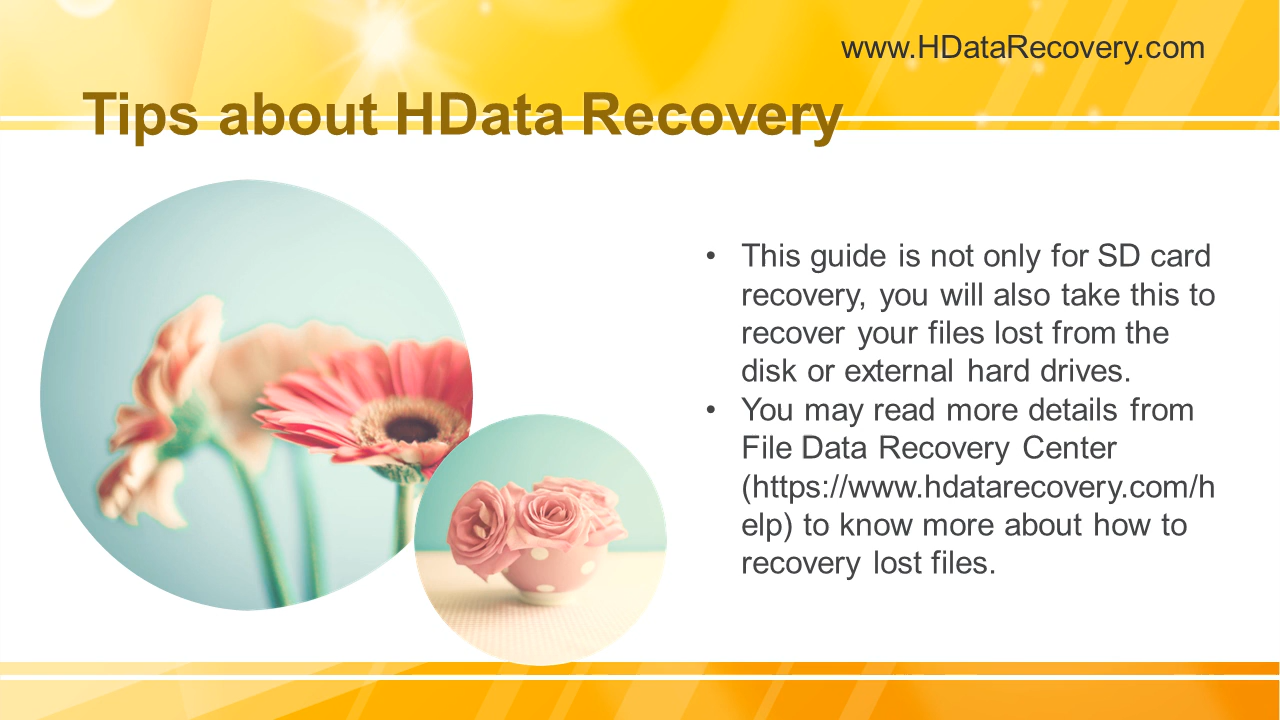 www.HDataRecovery.com
Tips about HData Recovery
• This guide is not only for SD card
recovery, you will also take this to
recover your files lost from the
disk or external hard drives.
• You may read more details from
File Data Recovery Center
(https://www.hdatarecovery.com/h
elp) to know more about how to
recovery lost files.